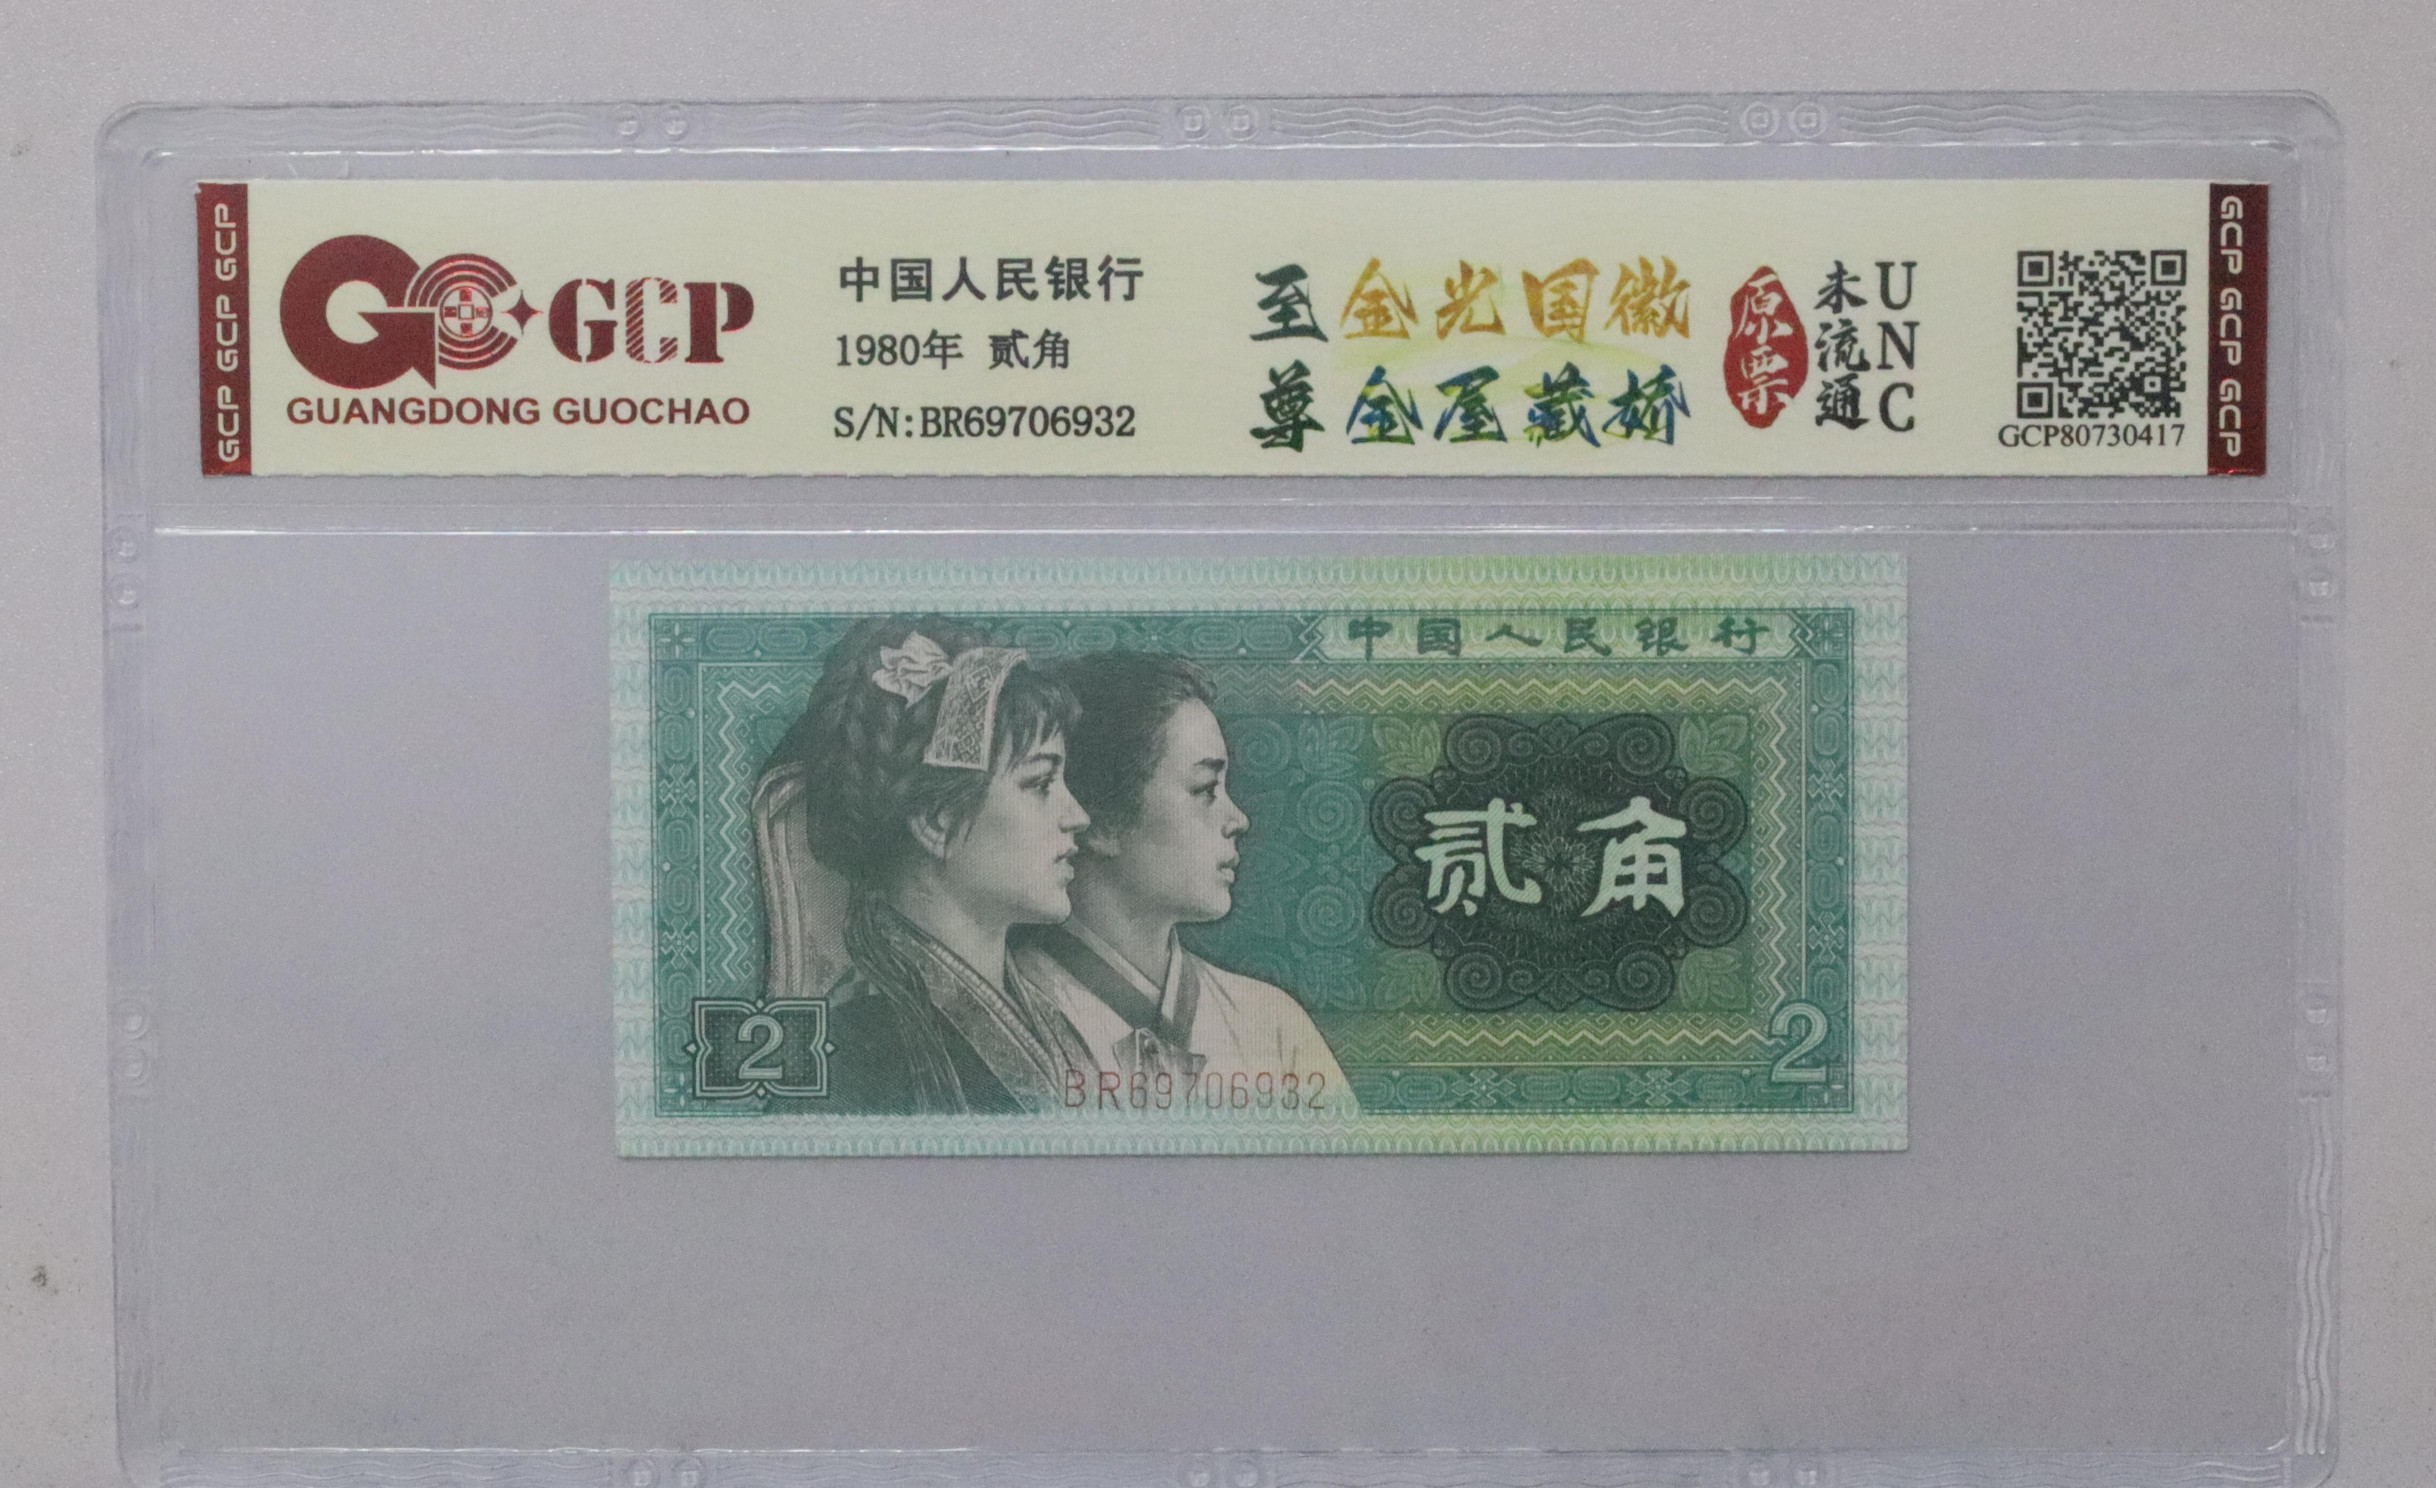 GCP GCP GCP
GCP
GUANGDONG GUOCHAO
中国人民银行
1980年 贰角
S/N:BR69706932
至尊
金光国徽
金屋藏娇
原票
未流通
UNC
GCP80730417
GCP GCP GCP
中国人民银行
贰角
2
2
BR69706932